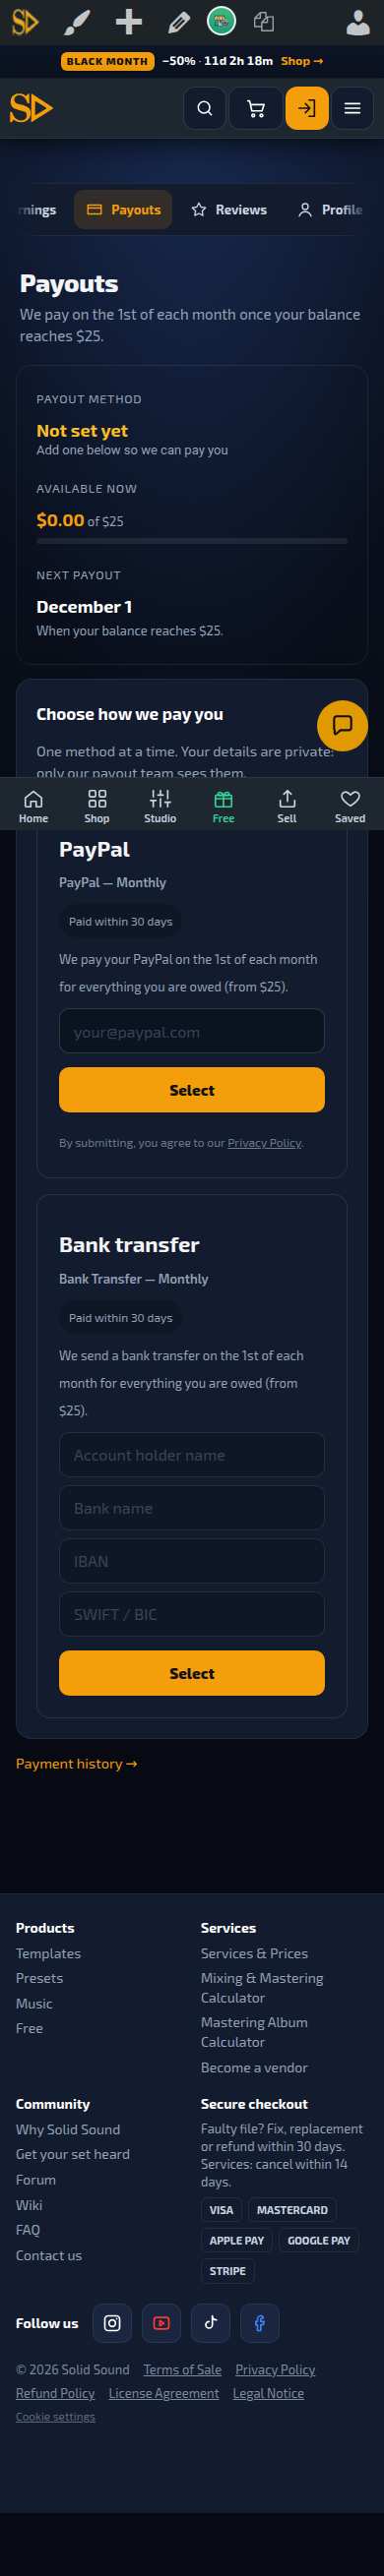 BLACK MONTH −50% · 11d 2h 18m Shop →
rnings Payouts Reviews Profile
Payouts
We pay on the 1st of each month once your balance
reaches $25.
PAYOUT METHOD
Not set yet
Add one below so we can pay you
AVAILABLE NOW
$0.00 of $25
NEXT PAYOUT
December 1
When your balance reaches $25.
Choose how we pay you
One method at a time. Your details are private:
only our payout team sees them.
Home Shop Studio Free Sell Saved
PayPal
PayPal — Monthly
Paid within 30 days
We pay your PayPal on the 1st of each month
for everything you are owed (from $25).
your@paypal.com
Select
By submitting, you agree to our Privacy Policy.
Bank transfer
Bank Transfer — Monthly
Paid within 30 days
We send a bank transfer on the 1st of each
month for everything you are owed (from
$25).
Account holder name
Bank name
IBAN
SWIFT / BIC
Select
Payment history →
Products
Templates
Presets
Music
Free
Services
Services & Prices
Mixing & Mastering
Calculator
Mastering Album
Calculator
Become a vendor
Community
Why Solid Sound
Get your set heard
Forum
Wiki
FAQ
Contact us
Secure checkout
Faulty file? Fix, replacement
or refund within 30 days.
Services: cancel within 14
days.
VISA MASTERCARD
APPLE PAY GOOGLE PAY
STRIPE
Follow us
© 2026 Solid Sound Terms of Sale Privacy Policy
Refund Policy License Agreement Legal Notice
Cookie settings